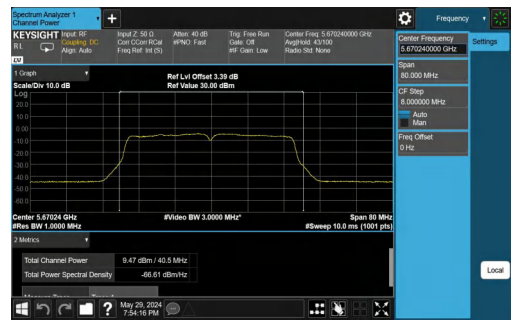 Spectrum Analyzer 1
Channel Power
+
Frequency
KEYSIGHT
RL
Input: RF
Coupling: DC
Align: Auto
Input Z: 50 Ω
Corr CCorr RCal
Freq Ref: Int (S)
Atten: 40 dB
#PNO: Fast
Trig: Free Run
Gate: Off
#IF Gain: Low
Center Freq: 5.670240000 GHz
Avg|Hold: 43/100
Radio Std: None
LV
Center Frequency
5.670240000 GHz
Settings
Span
80.000 MHz
CF Step
8.000000 MHz
Auto
Man
Freq Offset
0 Hz
Local
1 Graph
Scale/Div 10.0 dB
Ref Lvl Offset 3.39 dB
Ref Value 30.00 dBm
Log
20.0
10.0
0.0
-10.0
-20.0
-30.0
-40.0
-50.0
-60.0
Center 5.67024 GHz
#Video BW 3.0000 MHz*
Span 80 MHz
#Res BW 1.0000 MHz
#Sweep 10.0 ms (1001 pts)
2 Metrics
Total Channel Power 9.47 dBm / 40.5 MHz
Total Power Spectral Density -66.61 dBm/Hz
?
May 29, 2024
7:54:16 PM